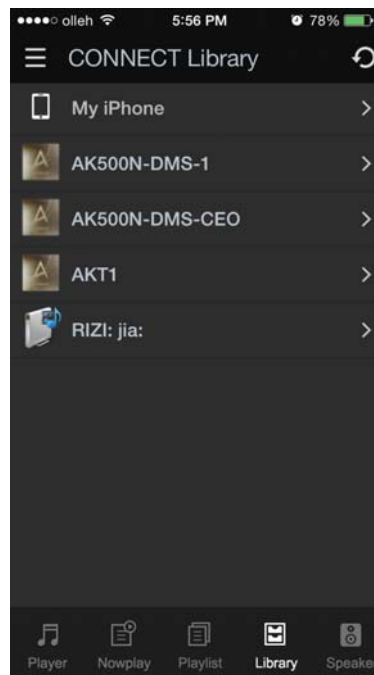 olleh 5:56 PM 78%
CONNECT Library
My iPhone
AK500N-DMS-1
AK500N-DMS-CEO
AKT1
RIZI: jia:
Player Nowplay Playlist Library Speake